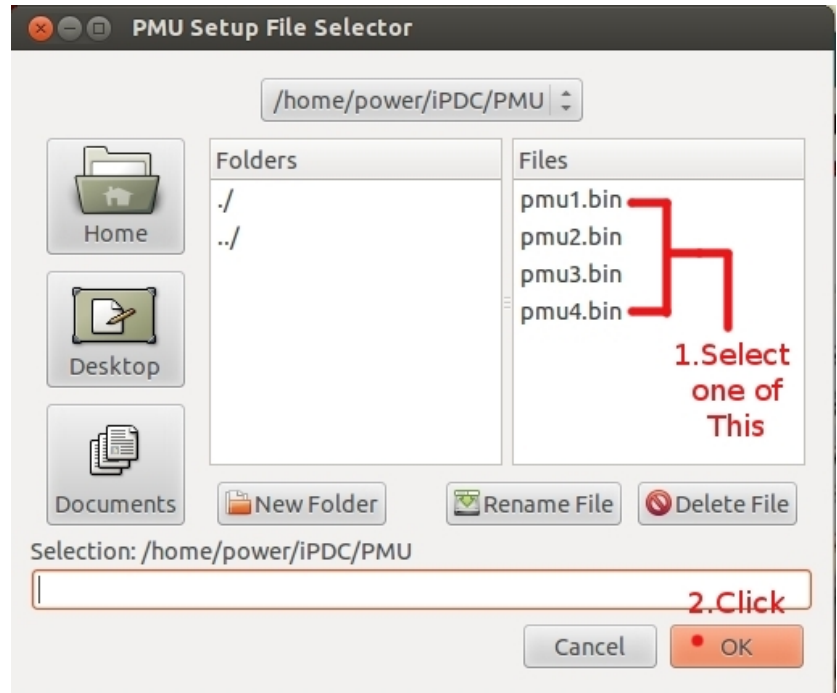 PMU Setup File Selector
/home/power/iPDC/PMU
Home
Desktop
Documents
Folders
./
../
Files
pmu1.bin
pmu2.bin
pmu3.bin
pmu4.bin
1.Select
one of
This
New Folder
Rename File
Delete File
Selection: /home/power/iPDC/PMU
2.Click
Cancel
OK